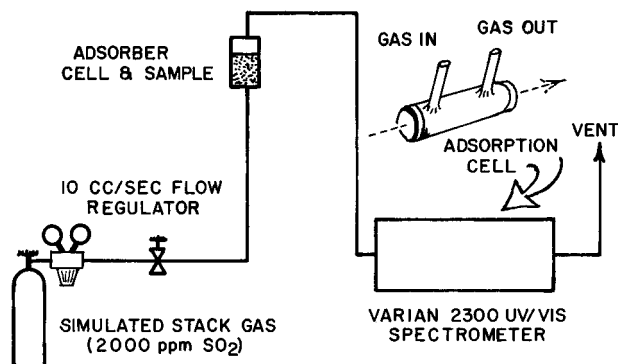 ADSORBER
CELL & SAMPLE
GAS IN
GAS OUT
VENT
ADSORPTION
CELL
10 CC/SEC FLOW
REGULATOR
SIMULATED STACK GAS
(2000 ppm SO₂)
VARIAN 2300 UV/VIS
SPECTROMETER